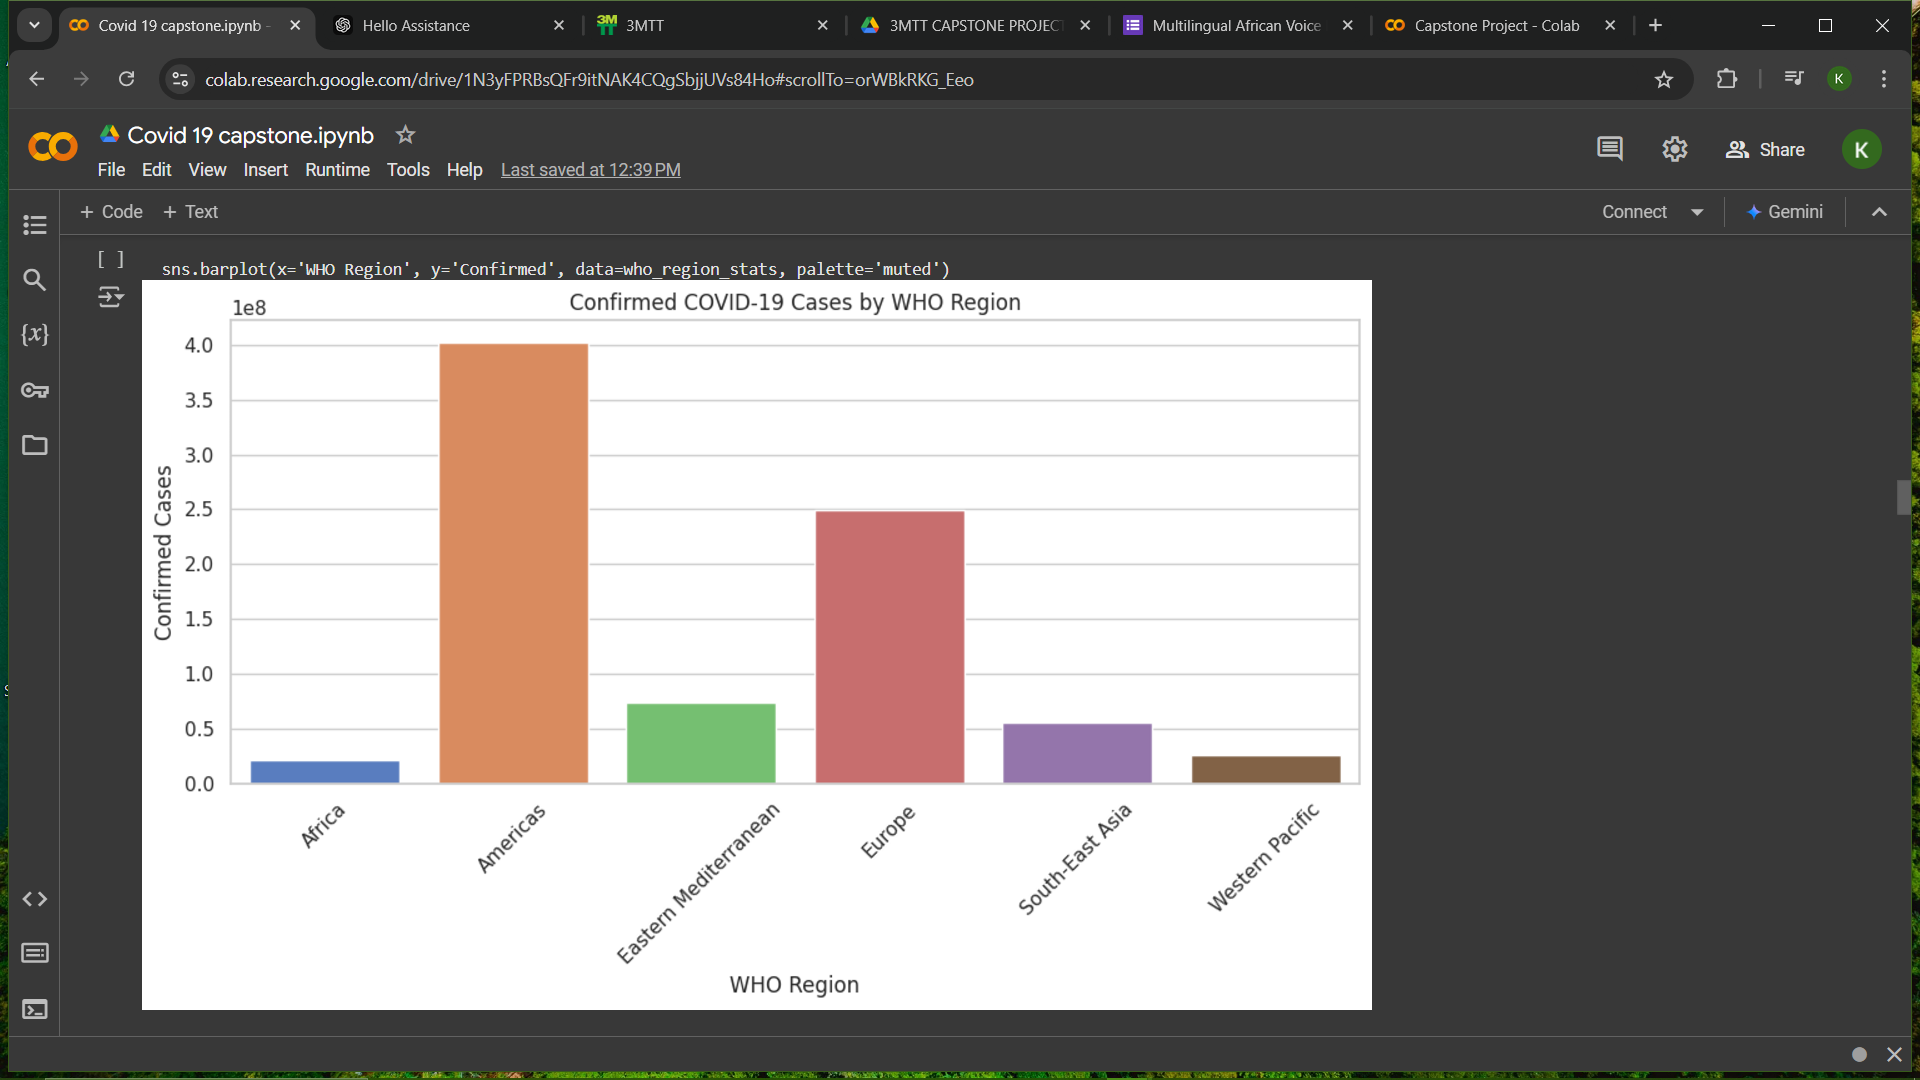 Covid 19 capstone.ipynb -
Hello Assistance
3M
TT
3MTT
3MTT CAPSTONE PROJECT
Multilingual African Voice
Capstone Project - Colab
colab.research.google.com/drive/1N3yFPRBsQFr9itNAK4CQgSbjjUVs84Ho#scrollTo=orWBkRKG_Eeo
K
Covid 19 capstone.ipynb
File Edit View Insert Runtime Tools Help Last saved at 12:39 PM
Share
K
+ Code + Text
Connect
Gemini
[ ]
sns.barplot(x='WHO Region', y='Confirmed', data=who_region_stats, palette='muted')
{x}
1e8
Confirmed COVID-19 Cases by WHO Region
4.0
3.5
3.0
2.5
2.0
1.5
1.0
0.5
0.0
Confirmed Cases
Africa
Americas
Eastern Mediterranean
Europe
South-East Asia
Western Pacific
WHO Region